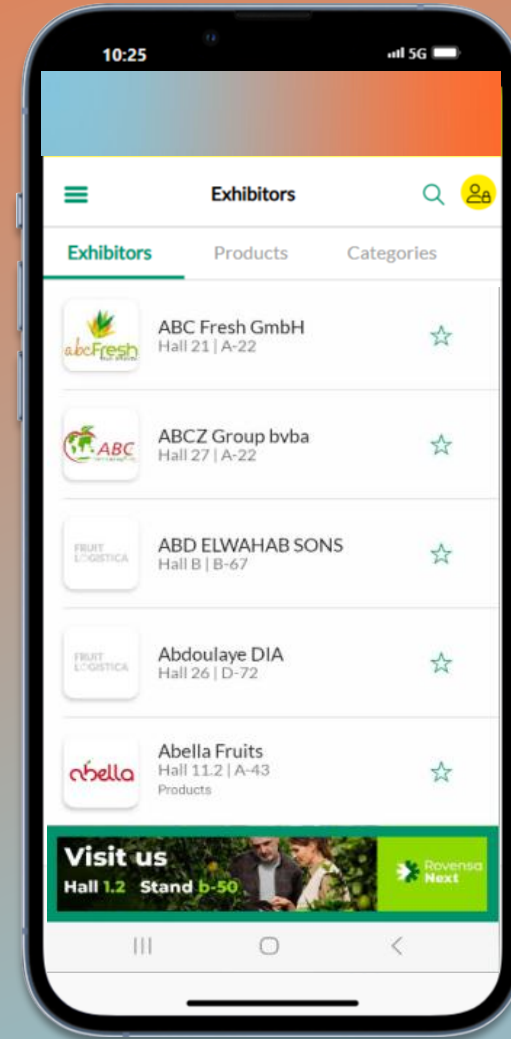 10:25
5G
Exhibitors
Exhibitors Products Categories
abcFresh
ABC Fresh GmbH
Hall 21 | A-22
ABC
ABCZ Group bvba
Hall 27 | A-22
FRUIT
LOGISTICA
ABD ELWAHAB SONS
Hall B | B-67
FRUIT
LOGISTICA
Abdoulaye DIA
Hall 26 | D-72
abella
Abella Fruits
Hall 11.2 | A-43
Products
Visit us
Hall 1.2 Stand b-50
Rovensa
Next